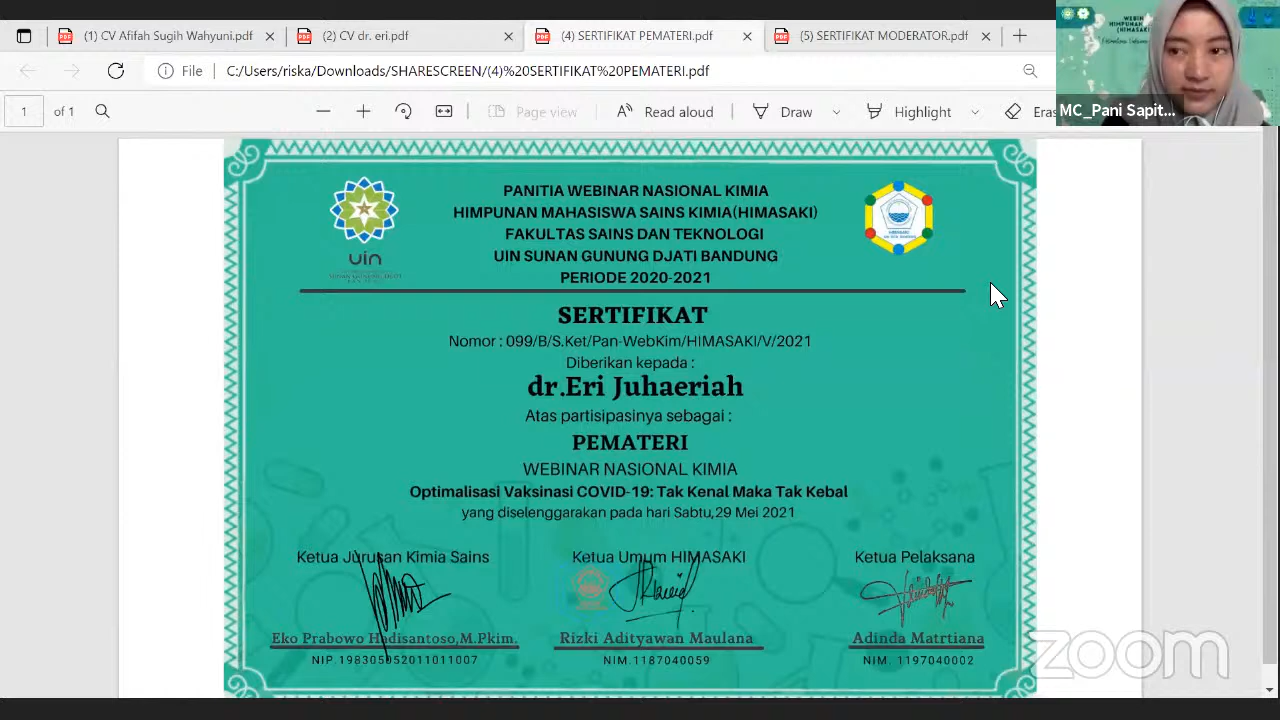 (1) CV Afifah Sugih Wahyuni.pdf
(2) CV dr. eri.pdf
(4) SERTIFIKAT PEMATERI.pdf
(5) SERTIFIKAT MODERATOR.pdf
File
C:/Users/riska/Downloads/SHARESCREEN/(4)%20SERTIFIKAT%20PEMATERI.pdf
1 of 1
Page view
Read aloud
Draw
Highlight
Eras
WEBIN
HIMPUNAN
(HIMASAKI)
MC_Pani Sapit...
PANITIA WEBINAR NASIONAL KIMIA
HIMPUNAN MAHASISWA SAINS KIMIA(HIMASAKI)
FAKULTAS SAINS DAN TEKNOLOGI
UIN SUNAN GUNUNG DJATI BANDUNG
PERIODE 2020-2021
uin
SERTIFIKAT
Nomor : 099/B/S.Ket/Pan-WebKim/HIMASAKI/V/2021
Diberikan kepada :
dr.Eri Juhaeriah
Atas partisipasinya sebagai :
PEMATERI
WEBINAR NASIONAL KIMIA
Optimalisasi Vaksinasi COVID-19: Tak Kenal Maka Tak Kebal
yang diselenggarakan pada hari Sabtu,29 Mei 2021
Ketua Jurusan Kimia Sains
Ketua Umum HIMASAKI
Ketua Pelaksana
Eko Prabowo Hadisantoso,M.Pkim.
Rizki Adityawan Maulana
Adinda Matrtiana
NIP.198305052011011007
NIM.1187040059
NIM. 1197040002
zoom